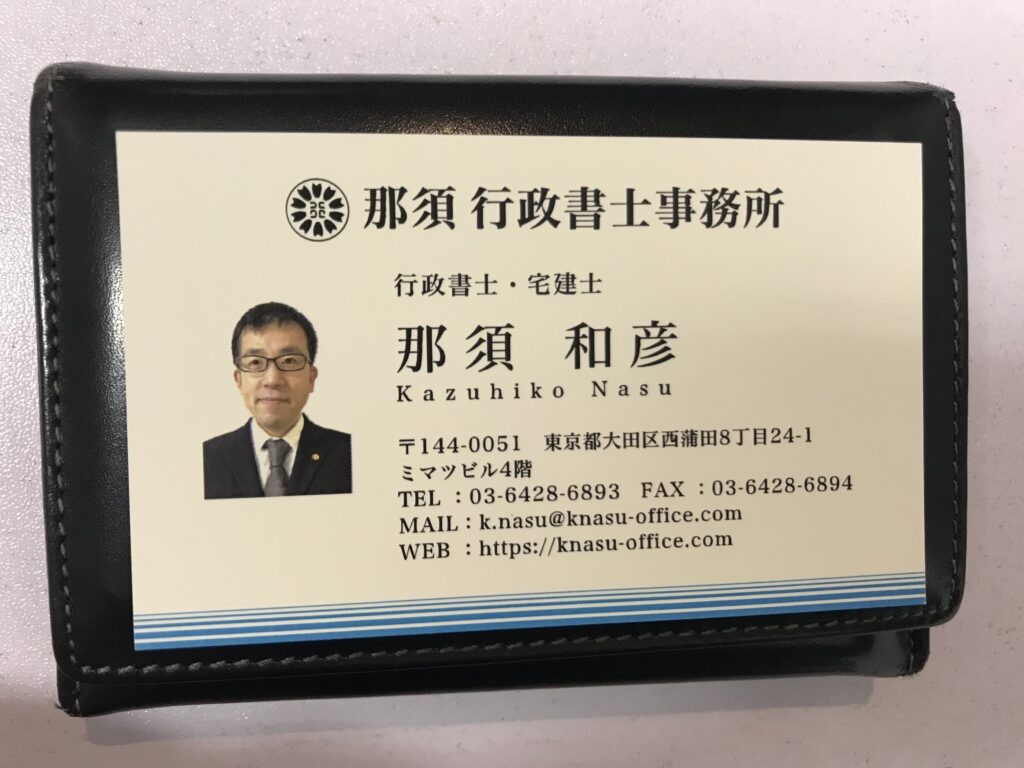 那須 行政書士事務所
行政書士・宅建士
那須 和彦
Kazuhiko Nasu
〒144-0051 東京都大田区西蒲田8丁目24-1
ミマツビル4階
TEL :03-6428-6893 FAX :03-6428-6894
MAIL:k.nasu@knasu-office.com
WEB :https://knasu-office.com